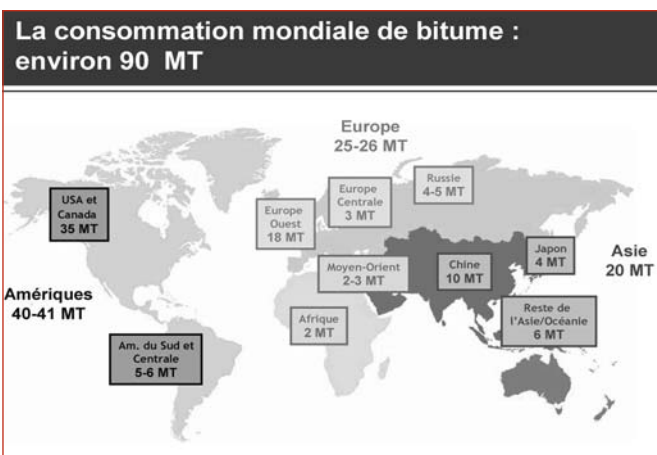 La consommation mondiale de bitume :
environ 90 MT
Europe
25-26 MT
Russie
4-5 MT
USA et
Canada
35 MT
Europe
Centrale
3 MT
Europe
Ouest
18 MT
Japon
4 MT
Asie
20 MT
Moyen-Orient
2-3 MT
Chine
10 MT
Amériques
40-41 MT
Reste de
l'Asie/Océanie
6 MT
Afrique
2 MT
Am. du Sud et
Centrale
5-6 MT